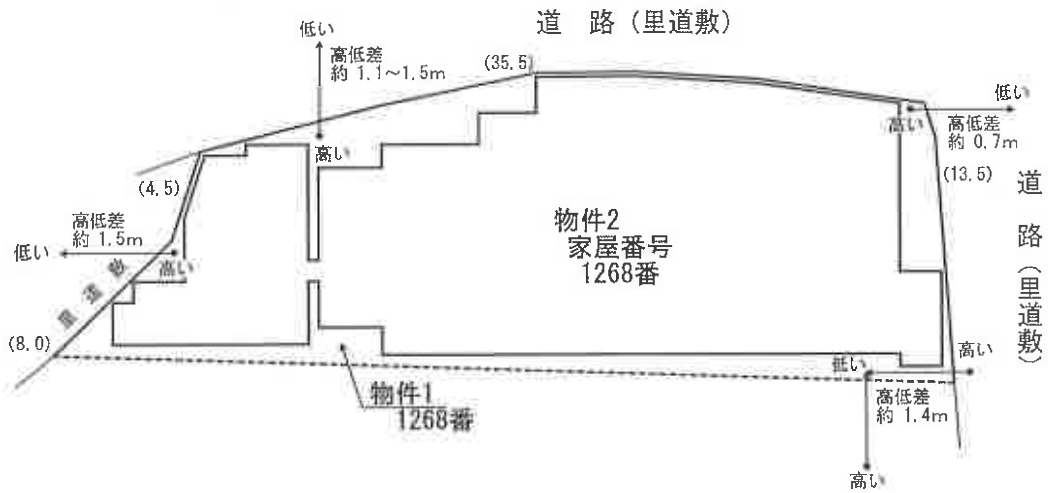 道 路（里道敷）
低い
高低差
約 1.1～1.5m
(35.5)
高い
低い
高い
高低差
約 0.7m
(4.5)
(13.5)
高低差
約 1.5m
低い
高い
里道敷
(8.0)
物件2
家屋番号
1268番
道 路（里道敷）
物件1
1268番
低い
高い
高低差
約 1.4m
高い